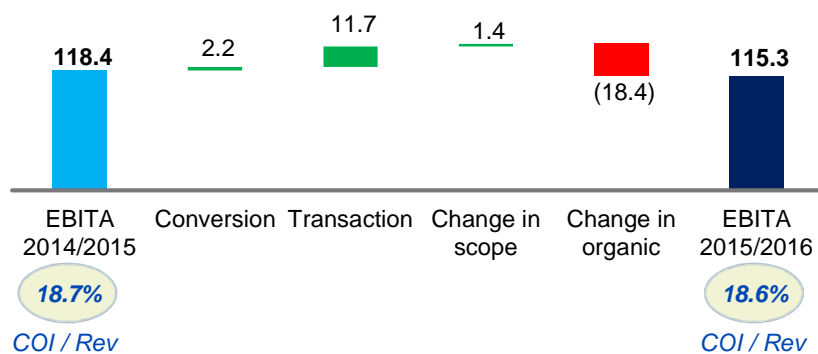 118.4
2.2
11.7
1.4
(18.4)
115.3
EBITA
2014/2015
Conversion
Transaction
Change in
scope
Change in
organic
EBITA
2015/2016
18.7%
18.6%
COI / Rev
COI / Rev